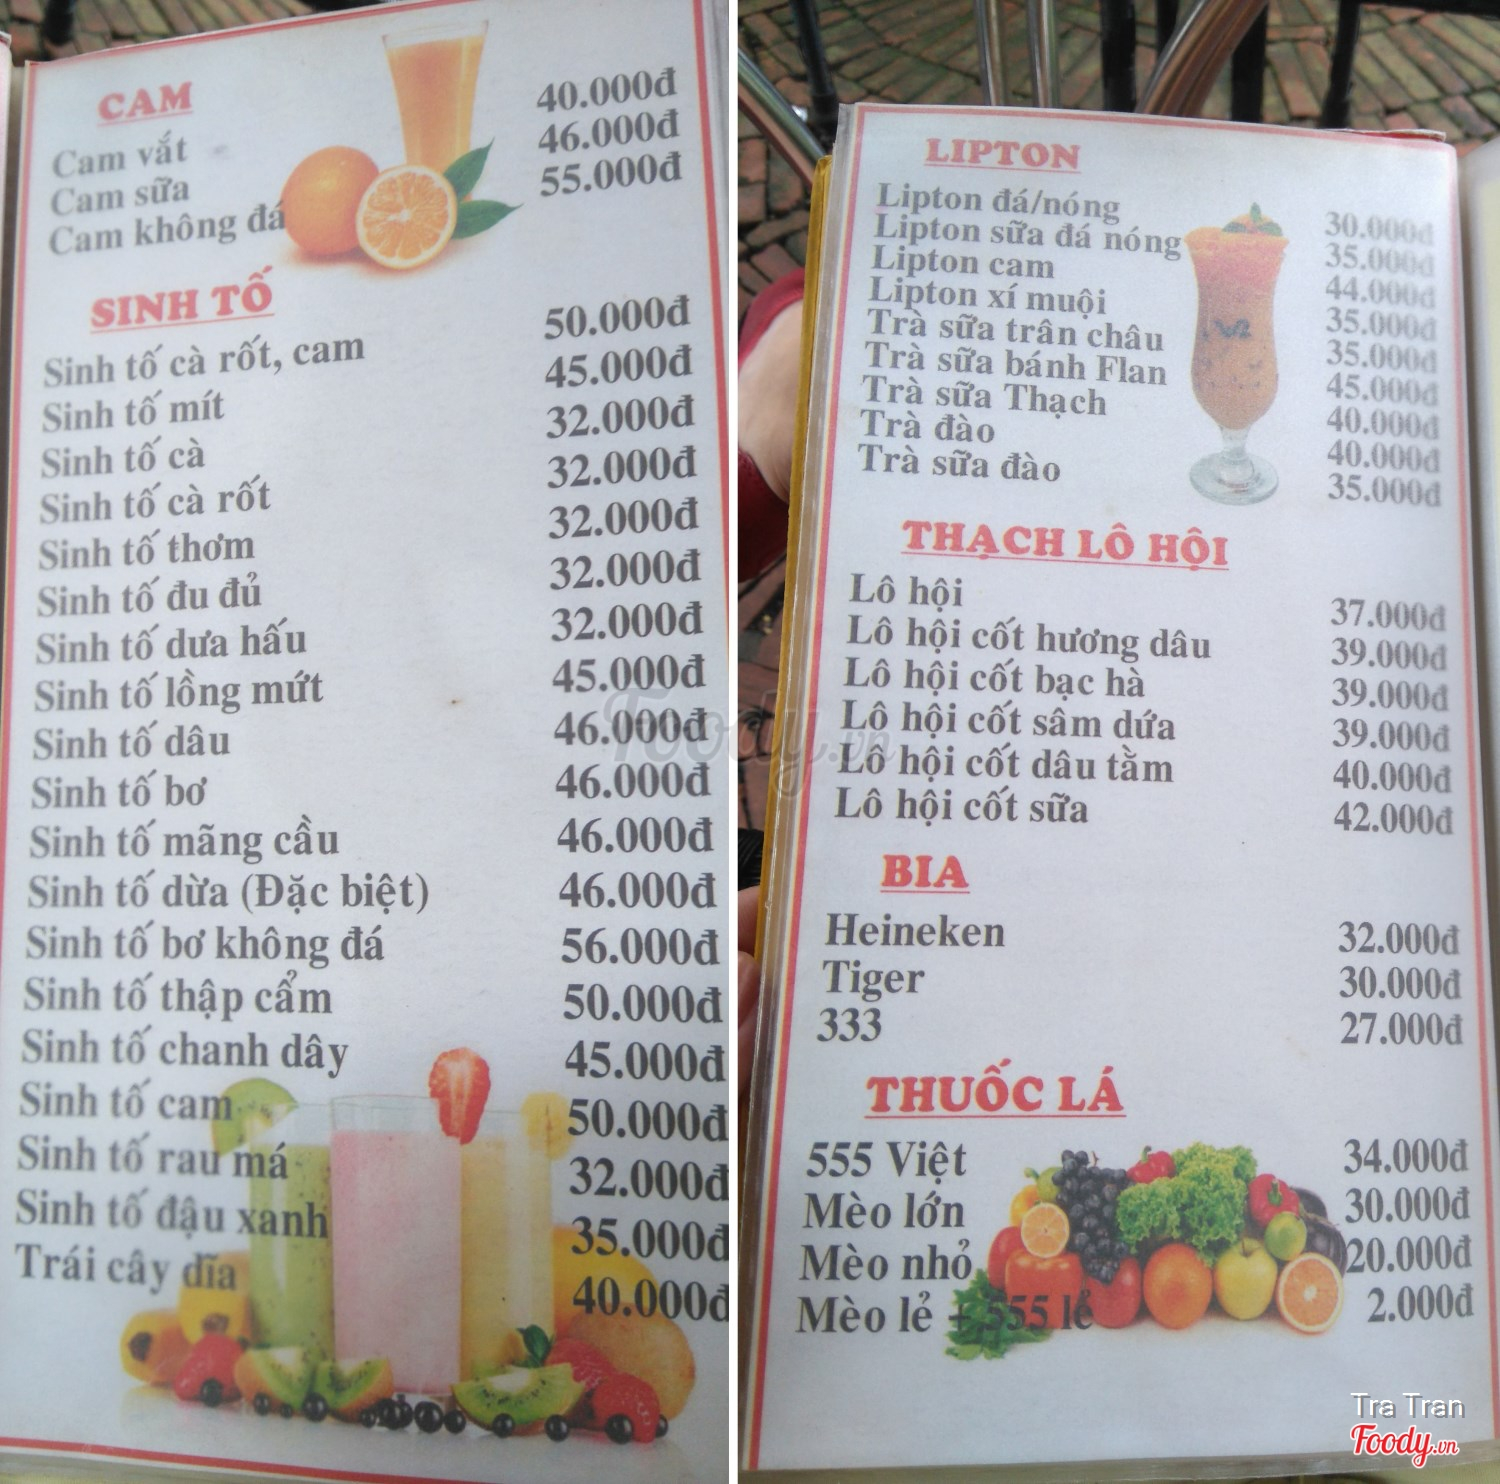 CAM
Cam vắt 40.000đ
Cam sữa 46.000đ
Cam không đá 55.000đ
SINH TỐ
Sinh tố cà rốt, cam 50.000đ
Sinh tố mít 45.000đ
Sinh tố cà 32.000đ
Sinh tố cà rốt 32.000đ
Sinh tố thơm 32.000đ
Sinh tố đu đủ 32.000đ
Sinh tố dưa hấu 32.000đ
Sinh tố lồng mứt 45.000đ
Sinh tố dâu 46.000đ
Sinh tố bơ 46.000đ
Sinh tố mãng cầu 46.000đ
Sinh tố dừa (Đặc biệt) 46.000đ
Sinh tố bơ không đá 56.000đ
Sinh tố thập cẩm 50.000đ
Sinh tố chanh dây 45.000đ
Sinh tố cam 50.000đ
Sinh tố rau má 32.000đ
Sinh tố đậu xanh 35.000đ
Trái cây dĩa 40.000đ
LIPTON
Lipton đá/nóng 30.000đ
Lipton sữa đá nóng 35.000đ
Lipton cam 44.000đ
Lipton xí muội 35.000đ
Trà sữa trân châu 35.000đ
Trà sữa bánh Flan 45.000đ
Trà sữa Thạch 40.000đ
Trà đào 40.000đ
Trà sữa đào 35.000đ
THẠCH LÔ HỘI
Lô hội 37.000đ
Lô hội cốt hương dâu 39.000đ
Lô hội cốt bạc hà 39.000đ
Lô hội cốt sâm dứa 39.000đ
Lô hội cốt dâu tằm 40.000đ
Lô hội cốt sữa 42.000đ
BIA
Heineken 32.000đ
Tiger 30.000đ
333 27.000đ
THUỐC LÁ
555 Việt 34.000đ
Mèo lớn 30.000đ
Mèo nhỏ 20.000đ
Mèo lẻ + 555 lẻ 2.000đ
Foody.vn
Tra Tran
Foody.vn